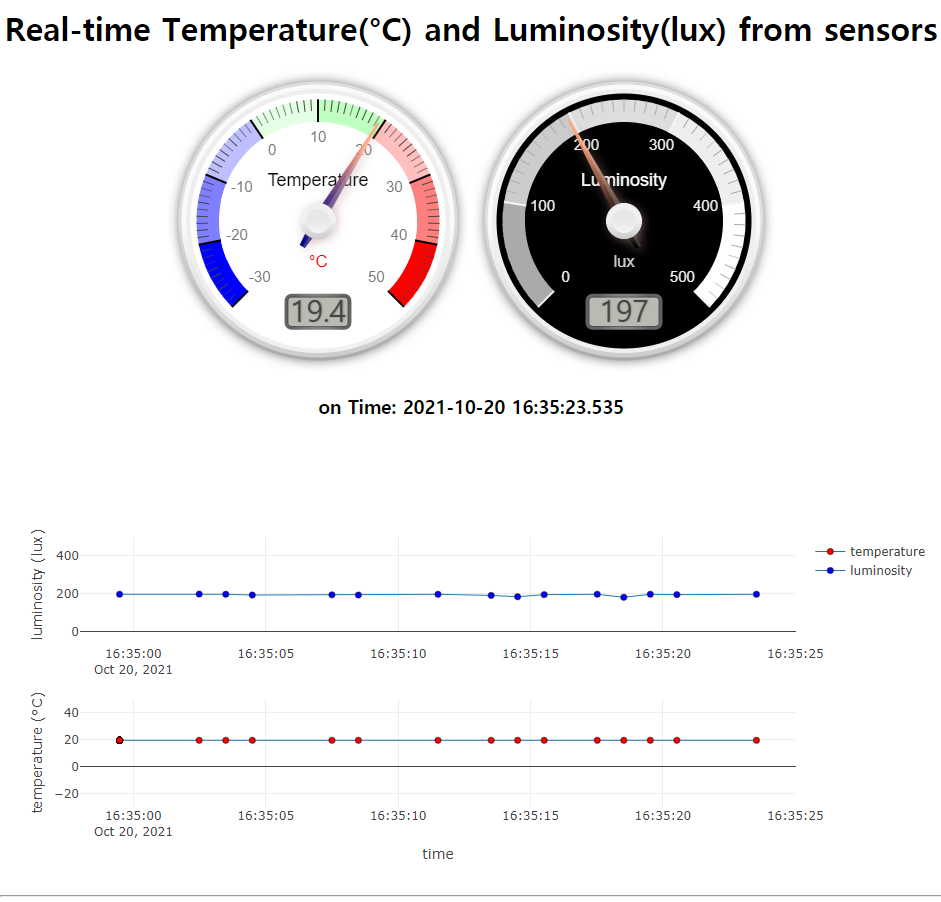 Real-time Temperature(°C) and Luminosity(lux) from sensors
-30 -20 -10 0 10 20 30 40 50
Temperature
°C
19.4
0 100 200 300 400 500
Luminosity
lux
197
on Time: 2021-10-20 16:35:23.535
luminosity (lux)
400
200
0
16:35:00 16:35:05 16:35:10 16:35:15 16:35:20 16:35:25
Oct 20, 2021
temperature
luminosity
temperature (°C)
40
20
0
−20
16:35:00 16:35:05 16:35:10 16:35:15 16:35:20 16:35:25
Oct 20, 2021
time